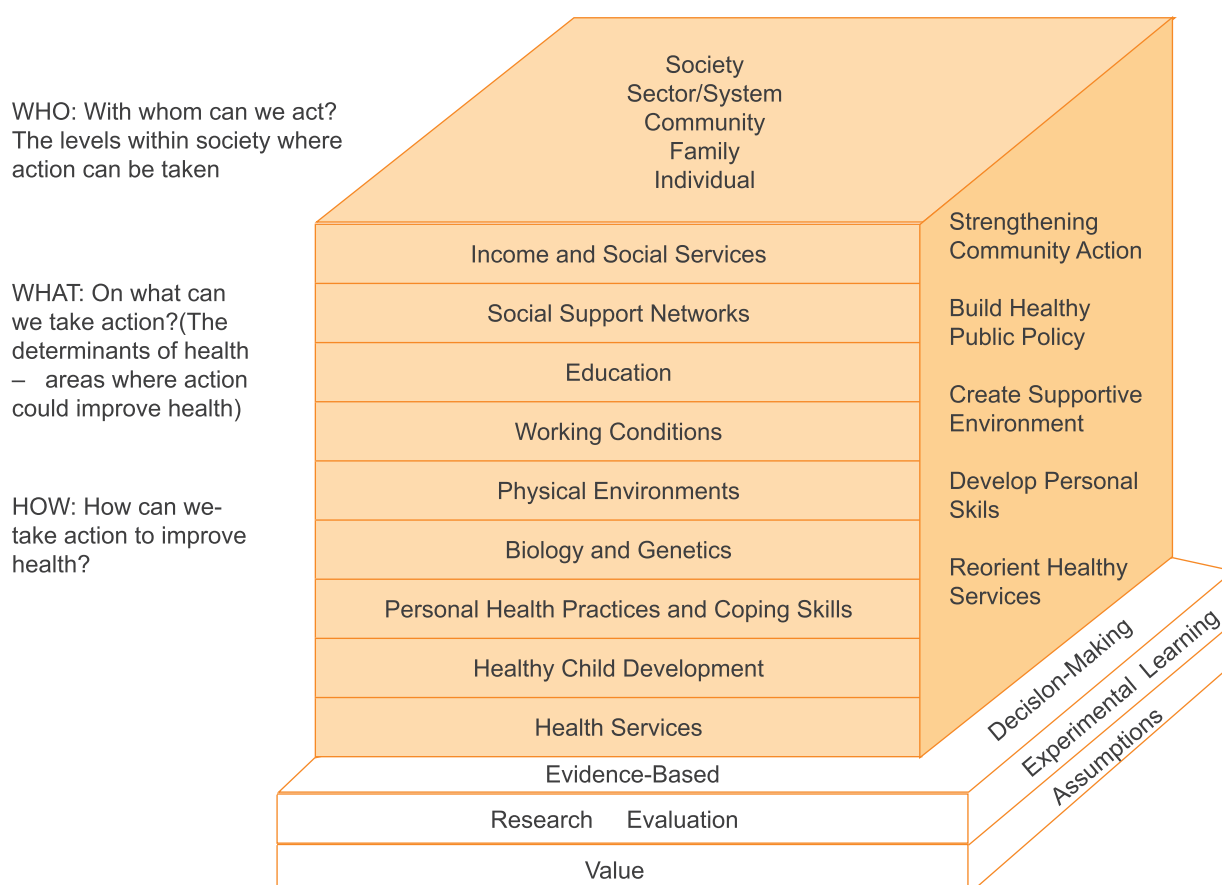 WHO: With whom can we act?
The levels within society where
action can be taken
WHAT: On what can
we take action?(The
determinants of health
– areas where action
could improve health)
HOW: How can we-
take action to improve
health?
Society
Sector/System
Community
Family
Individual
Income and Social Services
Social Support Networks
Education
Working Conditions
Physical Environments
Biology and Genetics
Personal Health Practices and Coping Skills
Healthy Child Development
Health Services
Strengthening
Community Action
Build Healthy
Public Policy
Create Supportive
Environment
Develop Personal
Skils
Reorient Healthy
Services
Evidence-Based
Decislon-Making
Research Evaluation
Experimental Learning
Value
Assumptions